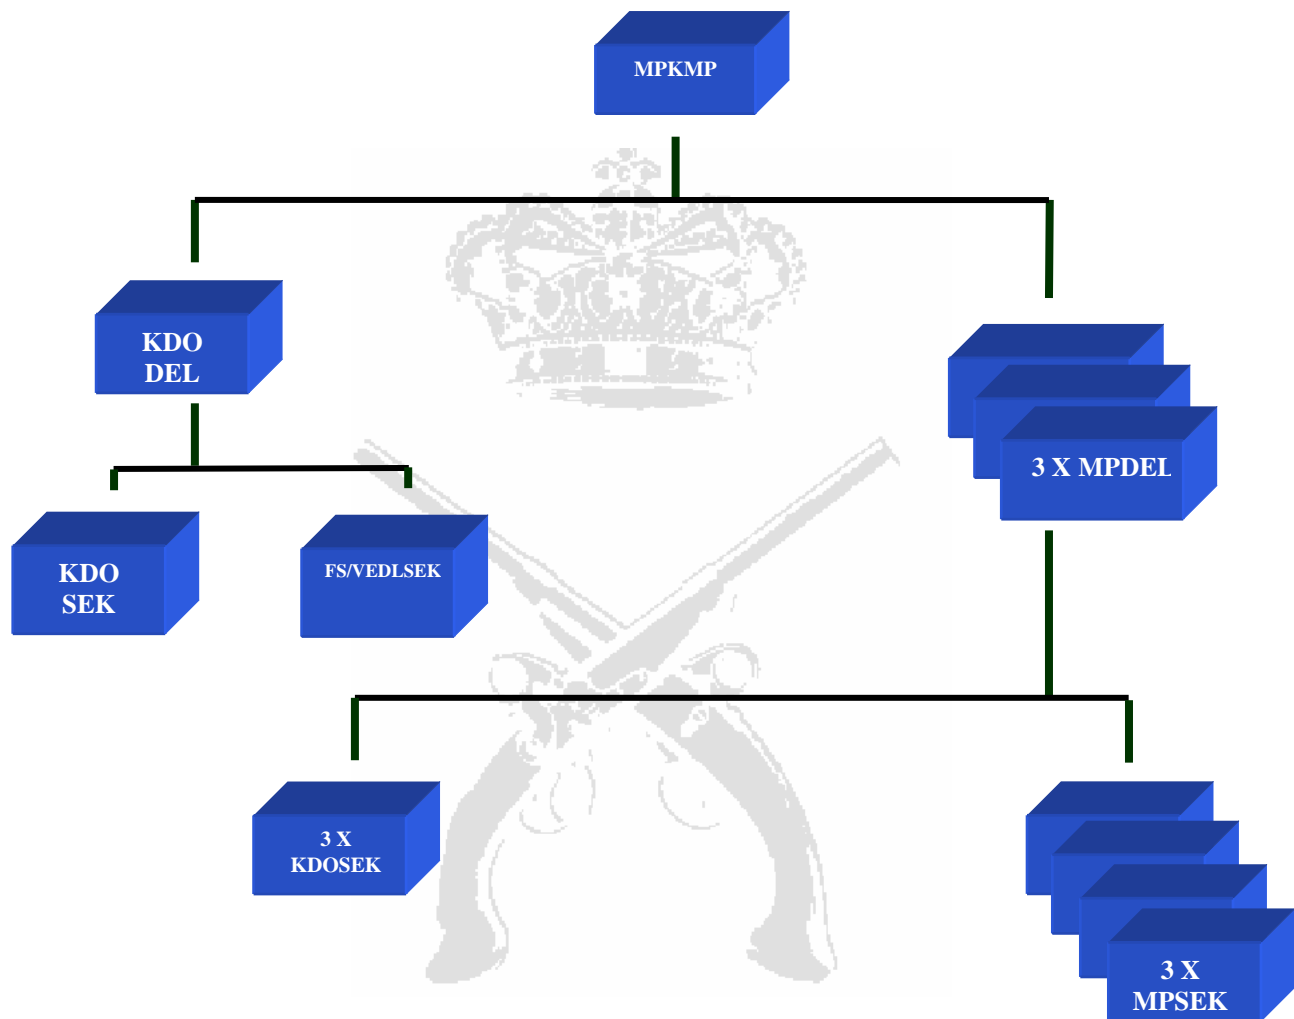 MPKMP
KDO
DEL
3 X MPDEL
KDO
SEK
FS/VEDLSEK
3 X
KDOSEK
3 X
MPSEK